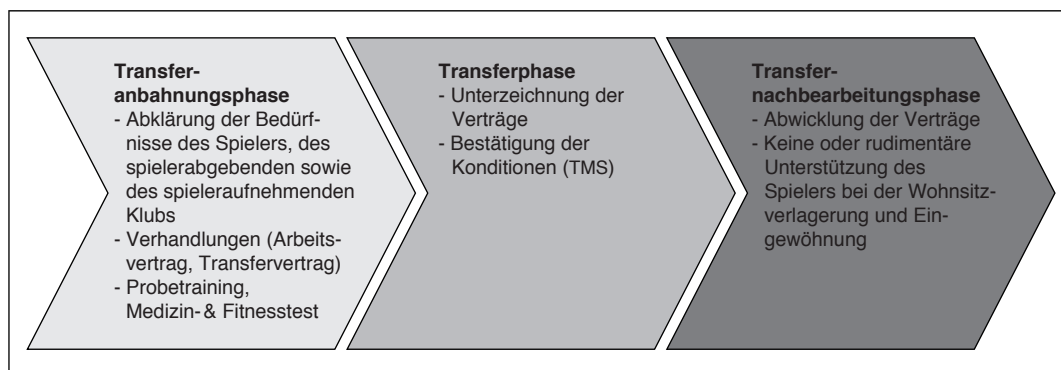 Transfer-
anbahnungsphase
- Abklärung der Bedürf-
nisse des Spielers, des
spielerabgebenden sowie
des spieleraufnehmenden
Klubs
- Verhandlungen (Arbeits-
vertrag, Transfervertrag)
- Probetraining,
Medizin- & Fitnesstest
Transferphase
- Unterzeichnung der
Verträge
- Bestätigung der
Konditionen (TMS)
Transfer-
nachbearbeitungsphase
- Abwicklung der Verträge
- Keine oder rudimentäre
Unterstützung des
Spielers bei der Wohnsitz-
verlagerung und Ein-
gewöhnung